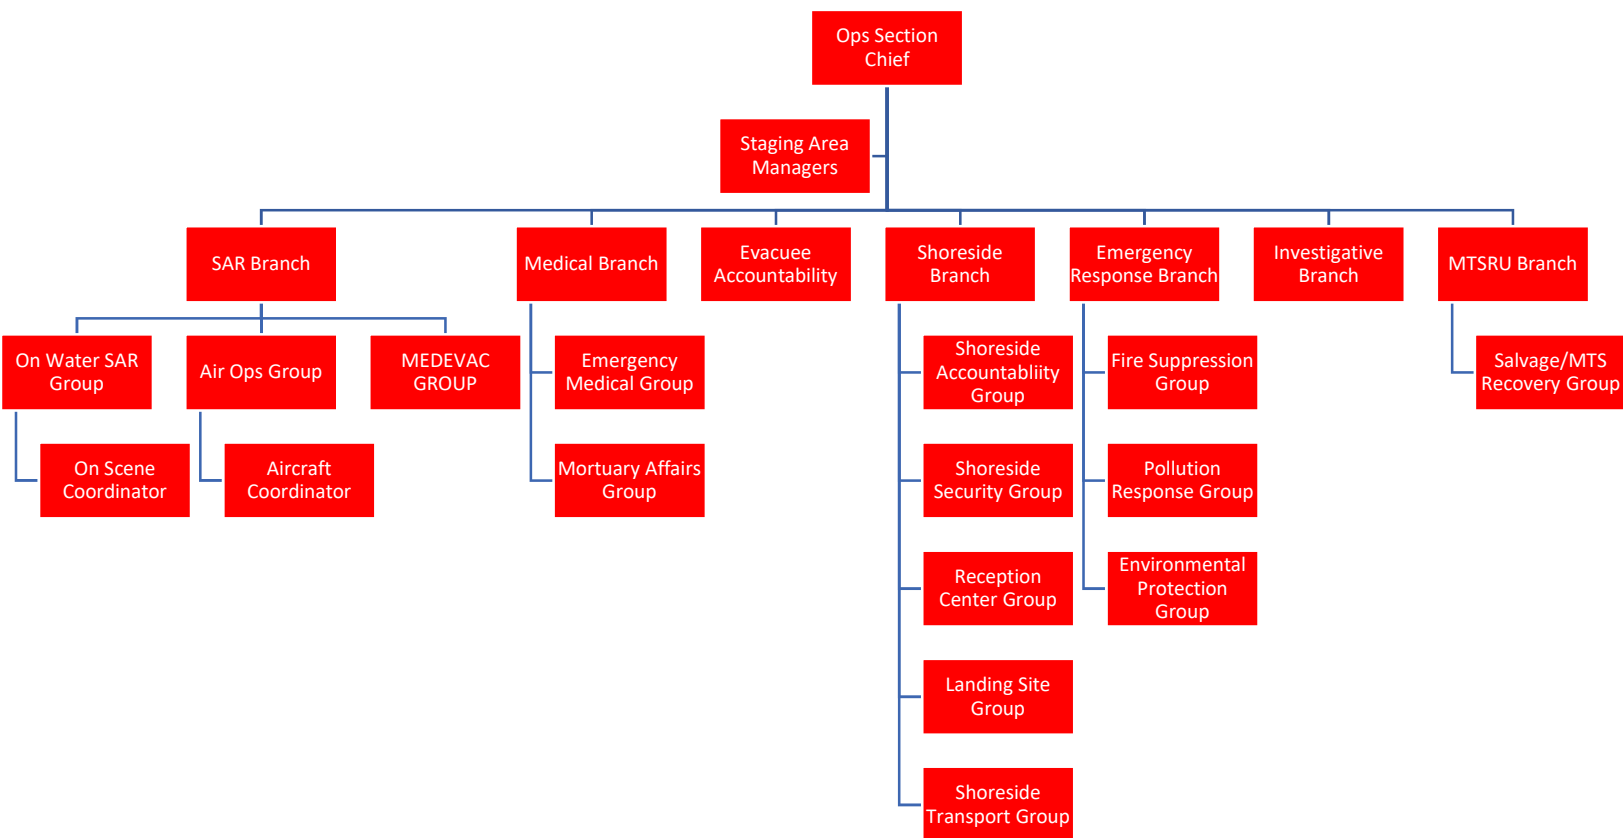 Ops Section
Chief
Staging Area
Managers
SAR Branch
Medical Branch
Evacuee
Accountability
Shoreside
Branch
Emergency
Response Branch
Investigative
Branch
MTSRU Branch
On Water SAR
Group
Air Ops Group
MEDEVAC
GROUP
Emergency
Medical Group
Shoreside
Accountabliity
Group
Fire Suppression
Group
Salvage/MTS
Recovery Group
On Scene
Coordinator
Aircraft
Coordinator
Mortuary Affairs
Group
Shoreside
Security Group
Pollution
Response Group
Reception
Center Group
Environmental
Protection
Group
Landing Site
Group
Shoreside
Transport Group